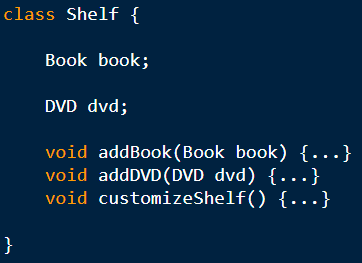 class Shelf {
Book book;
DVD dvd;
void addBook(Book book) {...}
void addDVD(DVD dvd) {...}
void customizeShelf() {...}
}